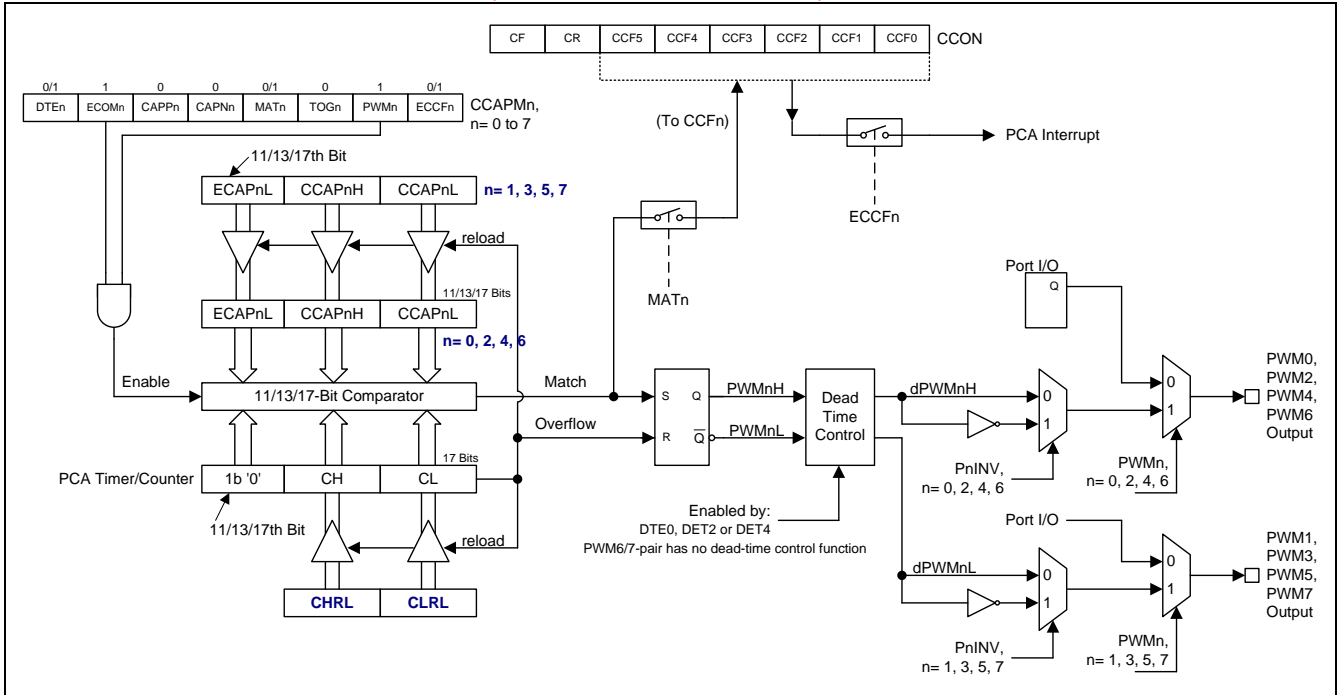 CF CR CCF5 CCF4 CCF3 CCF2 CCF1 CCF0 CCON
0/1 1 0 0 0/1 0 1 0/1
DTEn ECOMn CAPPn CAPNn MATn TOGn PWMn ECCFn
CCAPMn,
n= 0 to 7
(To CCFn)
PCA Interrupt
ECCFn
11/13/17th Bit
ECAPnL CCAPnH CCAPnL n= 1, 3, 5, 7
reload
MATn
11/13/17 Bits
ECAPnL CCAPnH CCAPnL
n= 0, 2, 4, 6
Enable
11/13/17-Bit Comparator
Match
Overflow
S Q
R Q
PWMnH
PWMnL
Dead
Time
Control
dPWMnH
0
1
PnINV,
n= 0, 2, 4, 6
Port I/O
Q
0
1
PWMn,
n= 0, 2, 4, 6
PWM0,
PWM2,
PWM4,
PWM6
Output
17 Bits
PCA Timer/Counter 1b '0' CH CL
11/13/17th Bit
reload
CHRL CLRL
Enabled by:
DTE0, DET2 or DET4
PWM6/7-pair has no dead-time control function
dPWMnL
0
1
PnINV,
n= 1, 3, 5, 7
Port I/O
0
1
PWMn,
n= 1, 3, 5, 7
PWM1,
PWM3,
PWM5,
PWM7
Output